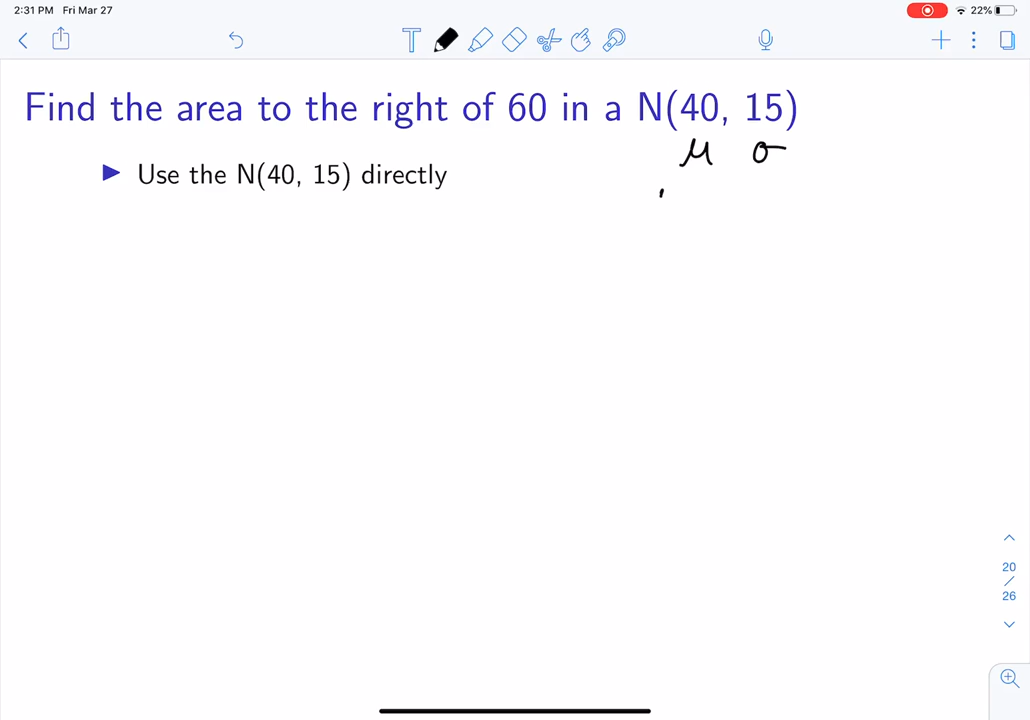 2:31 PM Fri Mar 27
22%
T
Find the area to the right of 60 in a N(40, 15)
μ σ
▶ Use the N(40, 15) directly
20
/
26